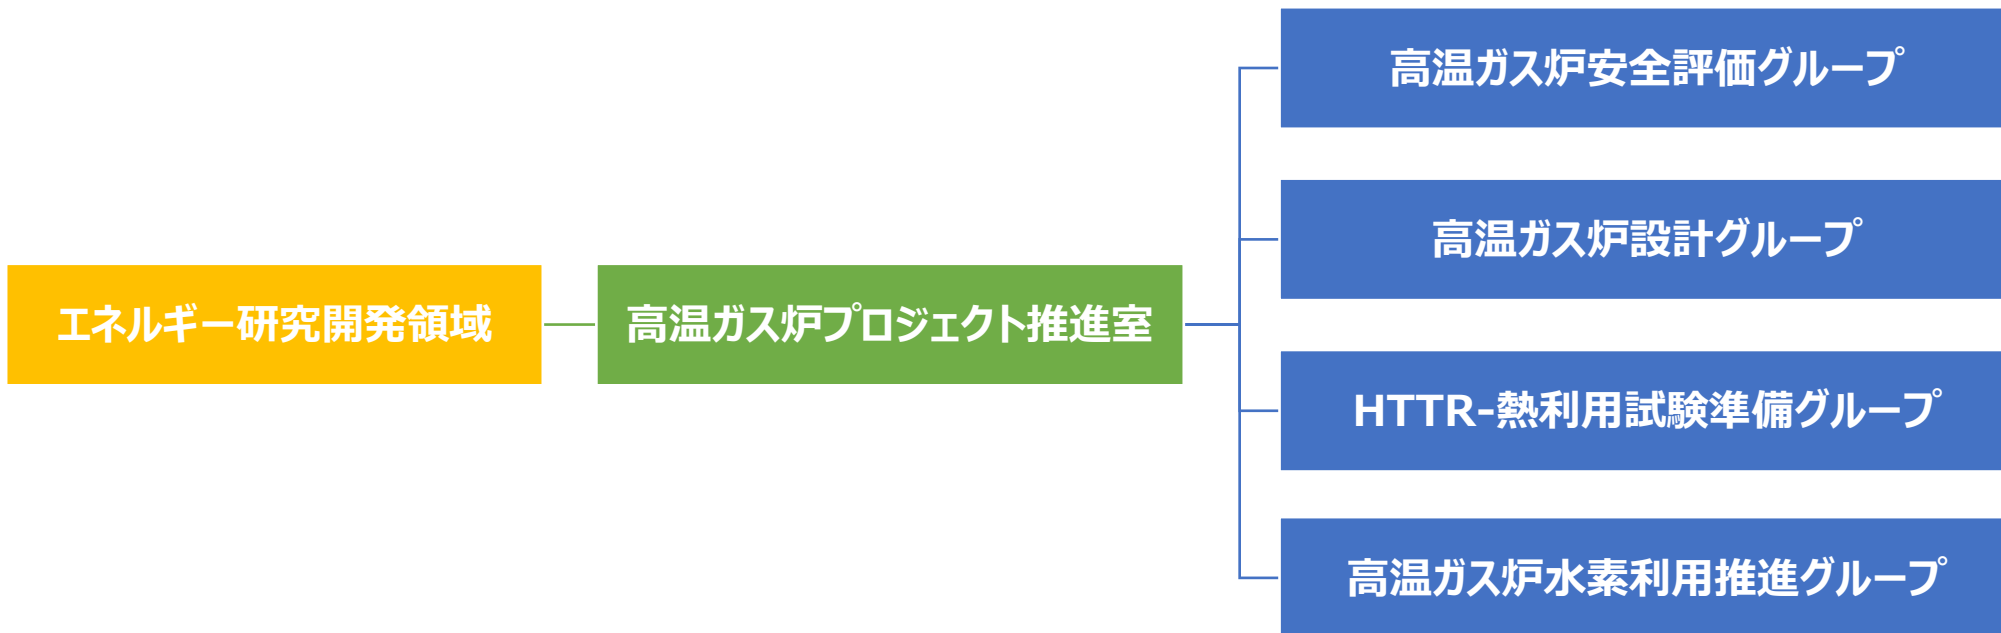 高温ガス炉安全評価グループ
高温ガス炉設計グループ
エネルギー研究開発領域
高温ガス炉プロジェクト推進室
HTTR-熱利用試験準備グループ
高温ガス炉水素利用推進グループ